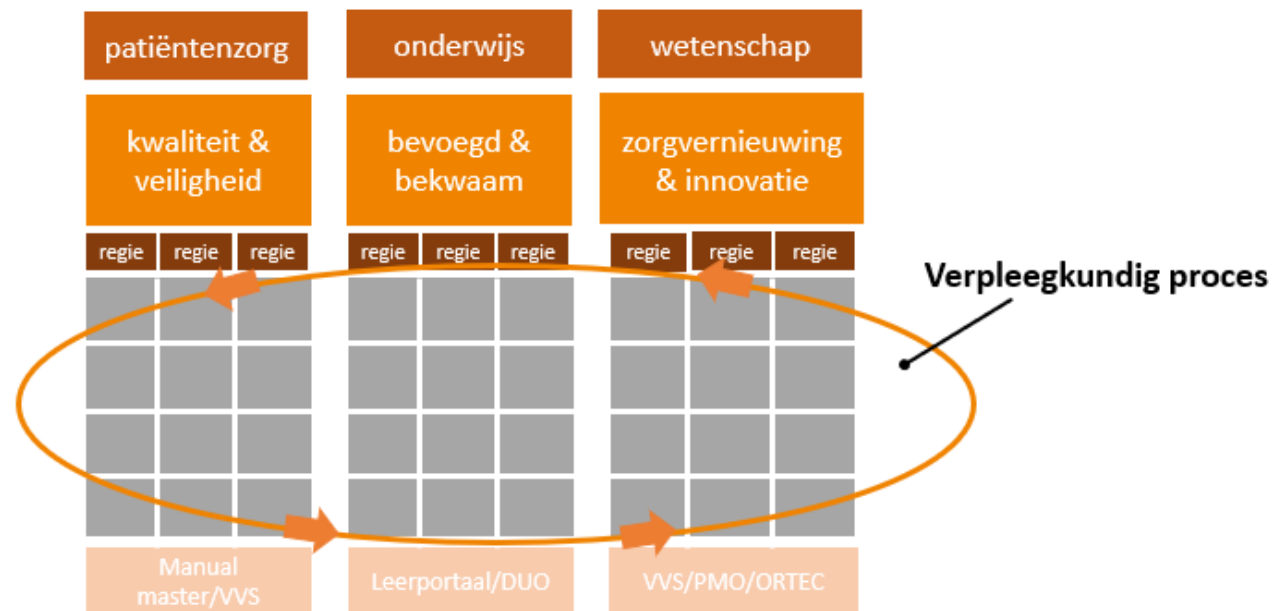 patiëntenzorg
onderwijs
wetenschap
kwaliteit &
veiligheid
bevoegd &
bekwaam
zorgvernieuwing
& innovatie
regie regie regie
regie regie regie
regie regie regie
Verpleegkundig proces
Manual
master/VVS
Leerportaal/DUO
VVS/PMO/ORTEC